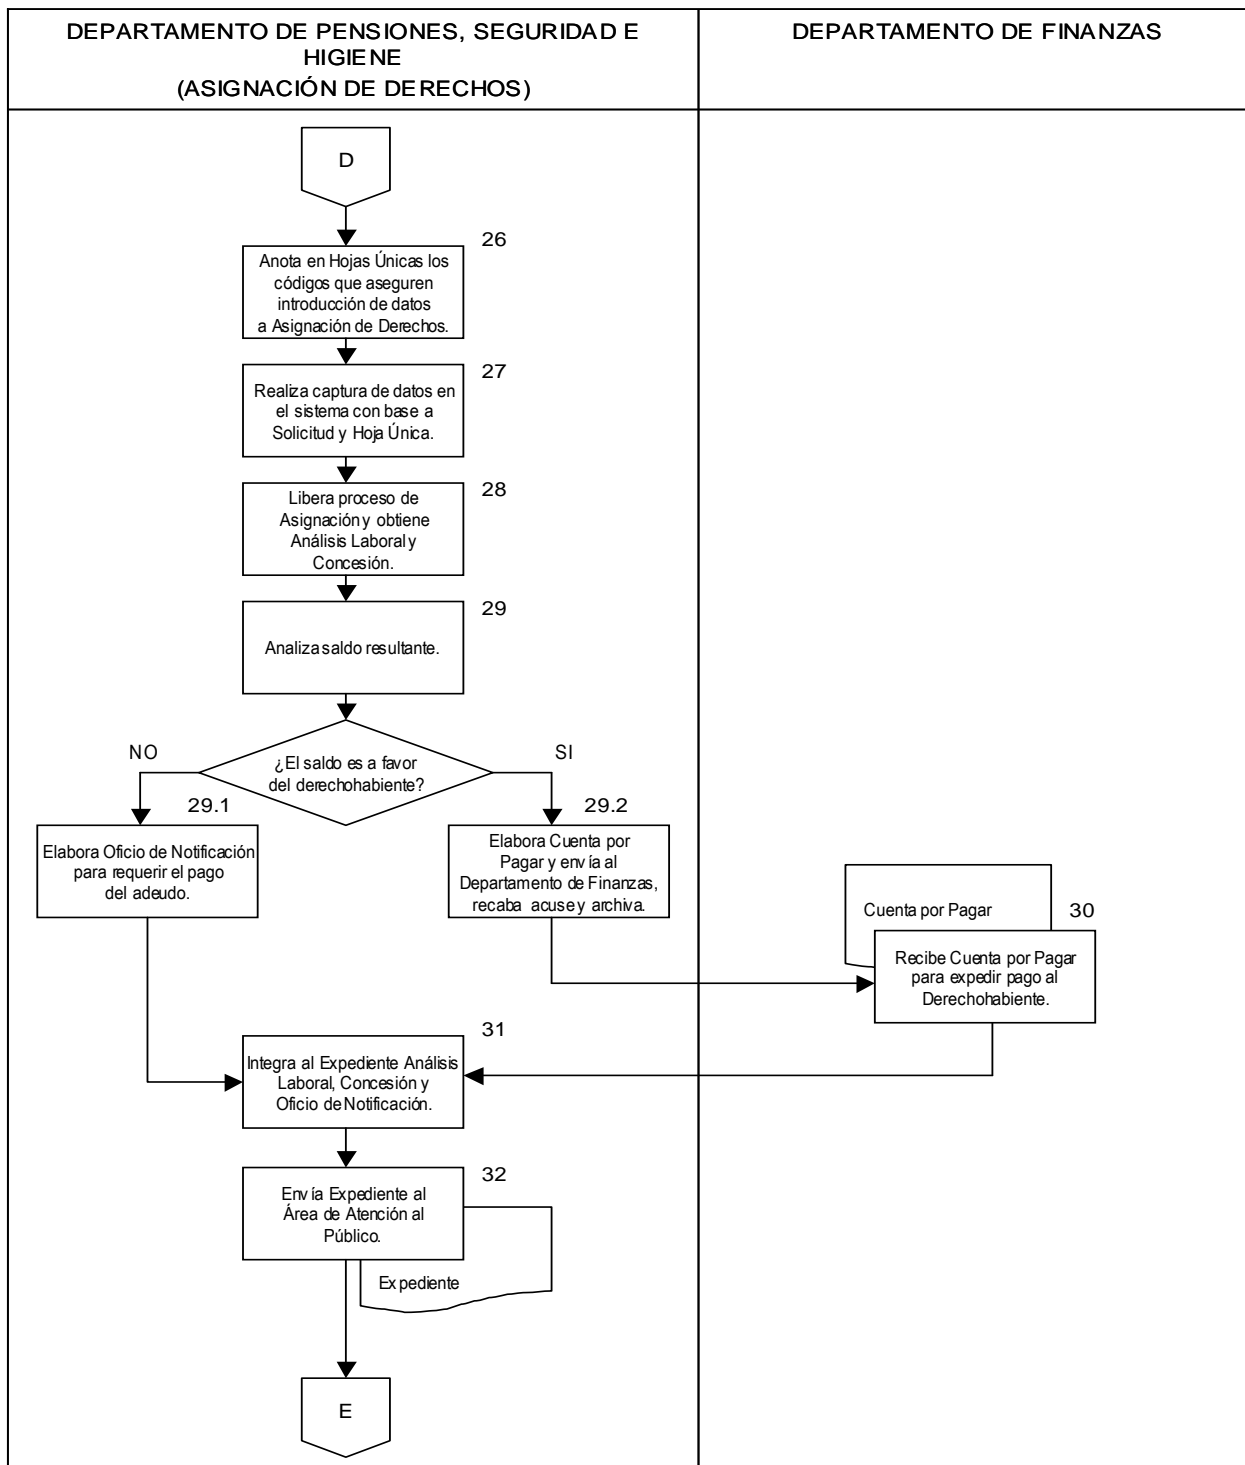 DEPARTAMENTO DE PENSIONES, SEGURIDAD E
HIGIENE
(ASIGNACIÓN DE DERECHOS)
DEPARTAMENTO DE FINANZAS
D
26
Anota en Hojas Únicas los
códigos que aseguren
introducción de datos
a Asignación de Derechos.
27
Realiza captura de datos en
el sistema con base a
Solicitud y Hoja Única.
28
Libera proceso de
Asignación y obtiene
Análisis Laboral y
Concesión.
29
Analiza saldo resultante.
¿El saldo es a favor
del derechohabiente?
NO
SI
29.1
Elabora Oficio de Notificación
para requerir el pago
del adeudo.
29.2
Elabora Cuenta por
Pagar y envía al
Departamento de Finanzas,
recaba acuse y archiva.
Cuenta por Pagar
30
Recibe Cuenta por Pagar
para expedir pago al
Derechohabiente.
31
Integra al Expediente Análisis
Laboral, Concesión y
Oficio de Notificación.
32
Envía Expediente al
Área de Atención al
Público.
Expediente
E